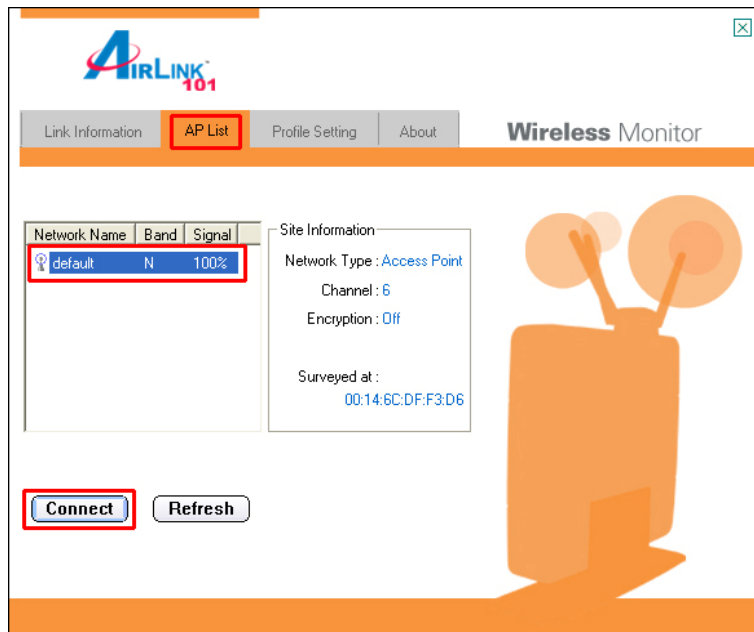 AIRLINK™
101
Link Information AP List Profile Setting About Wireless Monitor
Network Name Band Signal
default N 100%
Site Information
Network Type : Access Point
Channel : 6
Encryption : Off
Surveyed at :
00:14:6C:DF:F3:D6
Connect Refresh